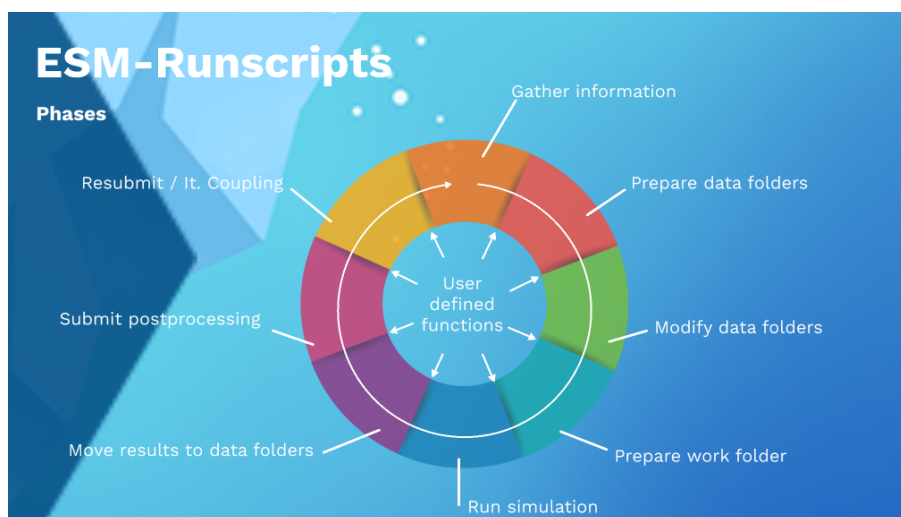 ESM-Runscripts
Phases
Gather information
Prepare data folders
Modify data folders
Prepare work folder
Run simulation
Move results to data folders
Submit postprocessing
Resubmit / It. Coupling
User
defined
functions